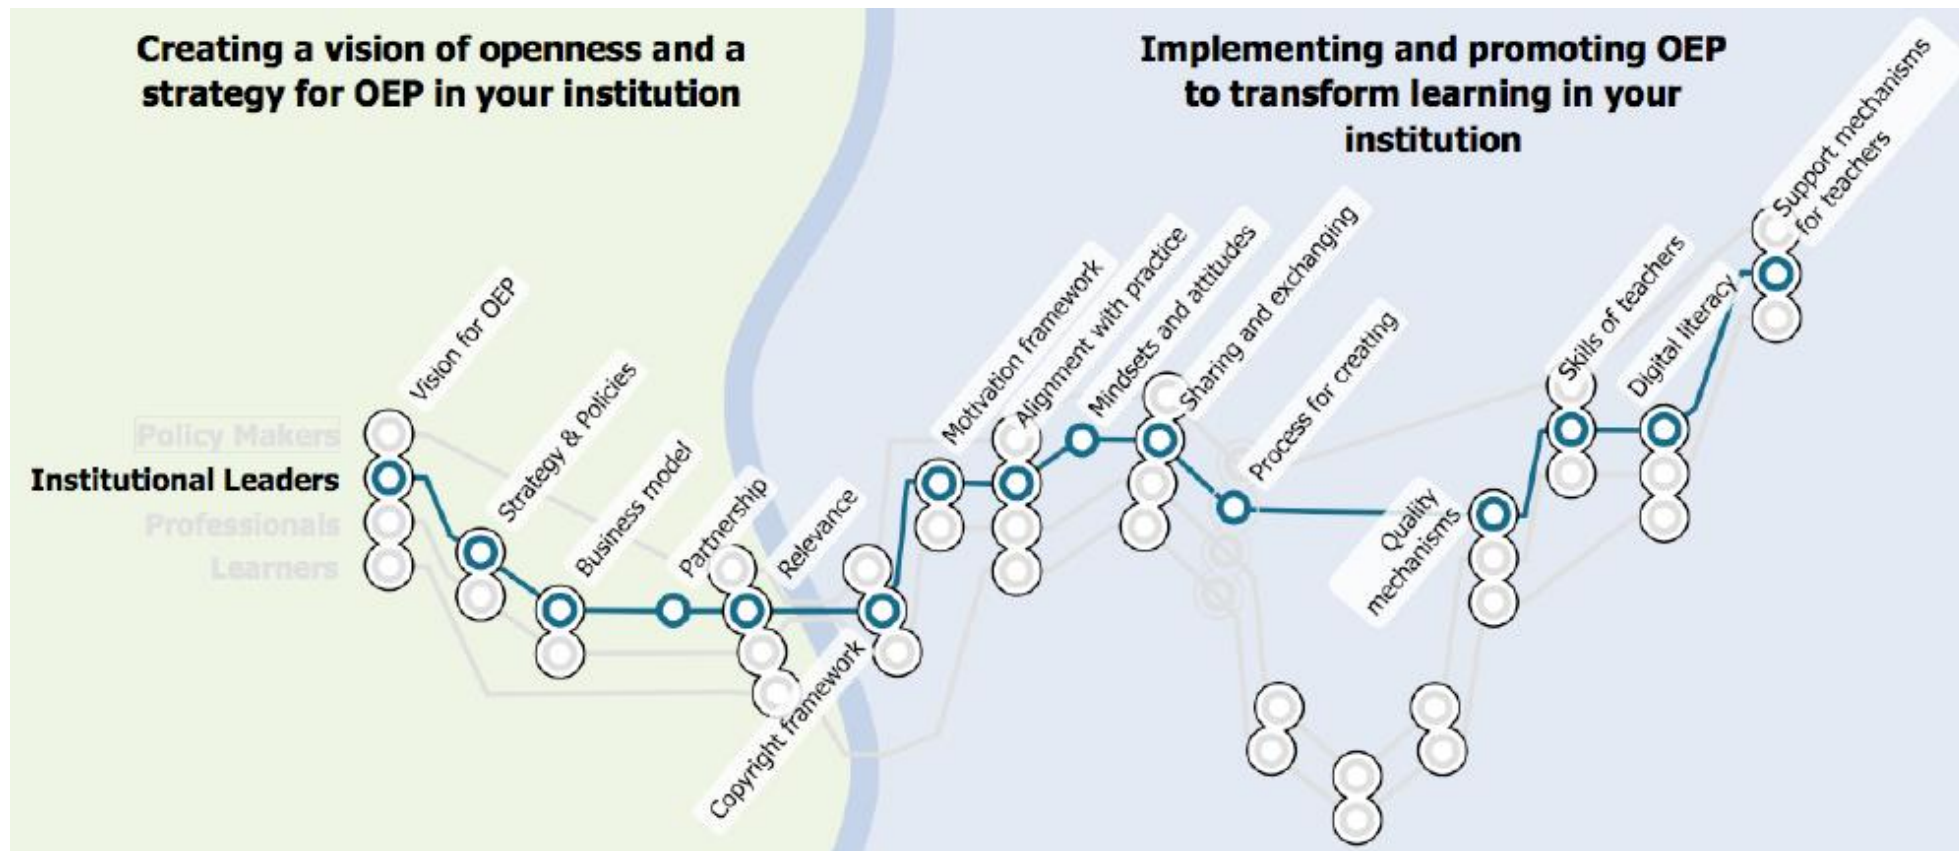 Creating a vision of openness and a
strategy for OEP in your institution
Implementing and promoting OEP
to transform learning in your
institution
Policy Makers
Institutional Leaders
Professionals
Learners
Vision for OEP
Strategy & Policies
Business model
Partnership
Relevance
Copyright framework
Motivation framework
Alignment with practice
Mindsets and attitudes
Sharing and exchanging
Process for creating
Quality
mechanisms
Skills of teachers
Digital literacy
Support mechanisms
for teachers